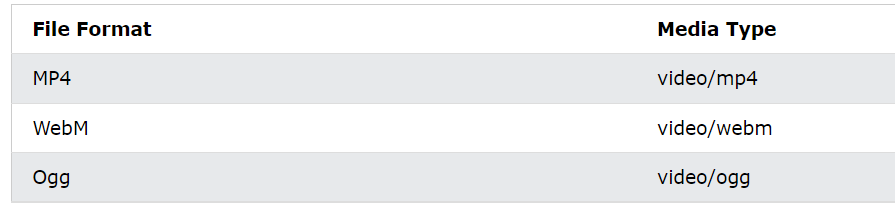 File Format Media Type
MP4 video/mp4
WebM video/webm
Ogg video/ogg